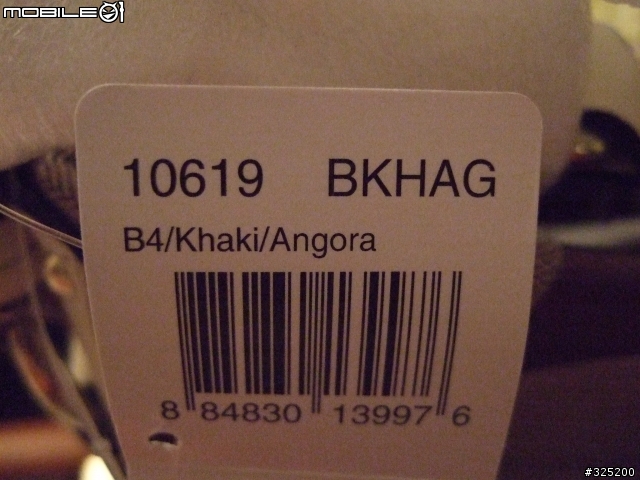 MOBILE01
10619 BKHAG
B4/Khaki/Angora
8 84830 13997 6
#325200